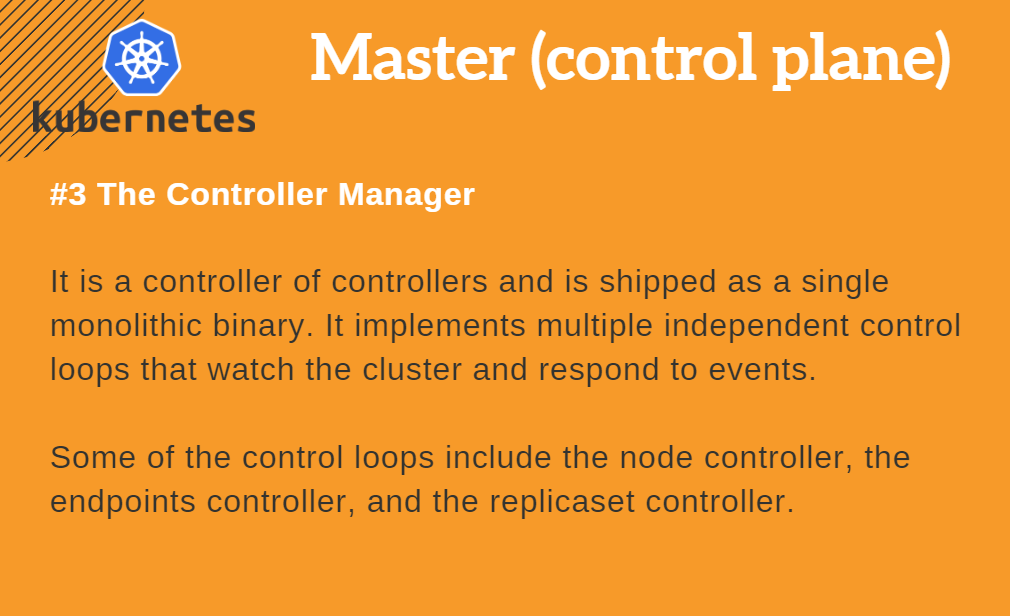 Master (control plane)
kubernetes
#3 The Controller Manager
It is a controller of controllers and is shipped as a single
monolithic binary. It implements multiple independent control
loops that watch the cluster and respond to events.
Some of the control loops include the node controller, the
endpoints controller, and the replicaset controller.